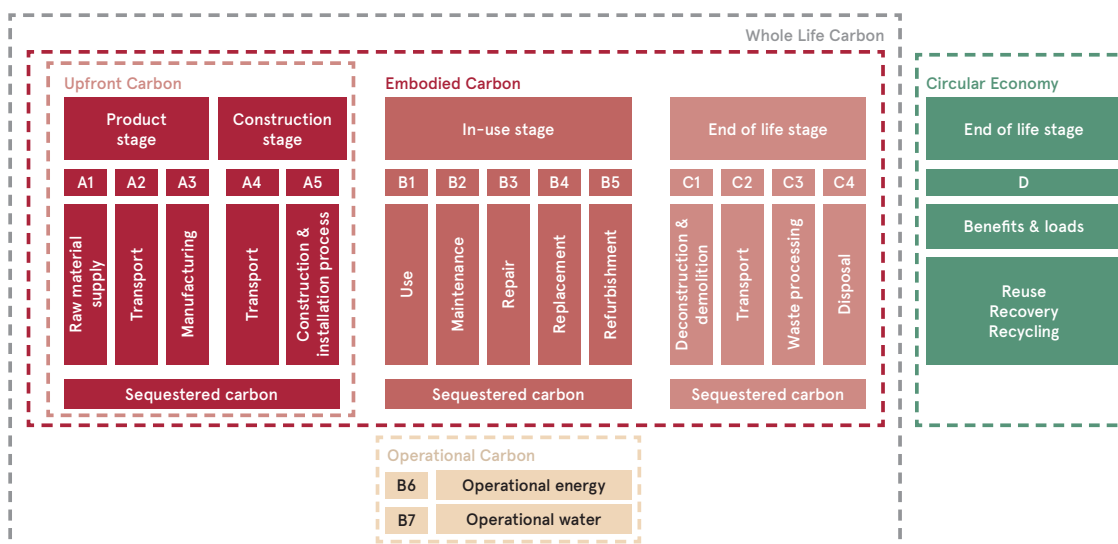 Whole Life Carbon
Upfront Carbon
Embodied Carbon
Circular Economy
Product
stage
Construction
stage
In-use stage
End of life stage
End of life stage
A1
A2
A3
A4
A5
B1
B2
B3
B4
B5
C1
C2
C3
C4
D
Raw material
supply
Transport
Manufacturing
Transport
Construction &
installation process
Use
Maintenance
Repair
Replacement
Refurbishment
Deconstruction &
demolition
Transport
Waste processing
Disposal
Benefits & loads
Reuse
Recovery
Recycling
Sequestered carbon
Sequestered carbon
Sequestered carbon
Operational Carbon
B6
Operational energy
B7
Operational water